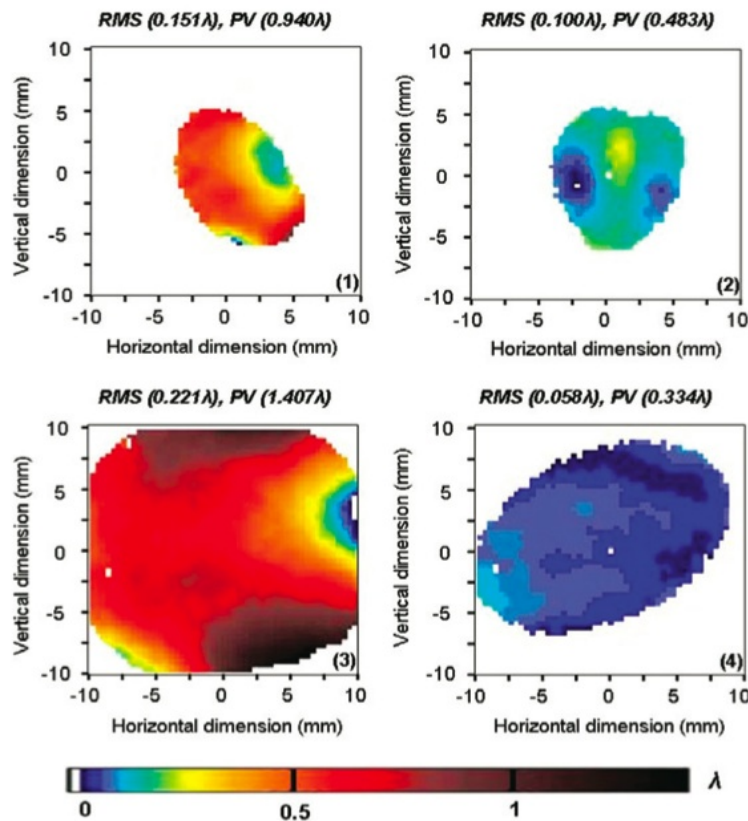 RMS (0.151λ), PV (0.940λ)
RMS (0.100λ), PV (0.483λ)
10
5
0
-5
-10
Vertical dimension (mm)
(1)
-10 -5 0 5 10
Horizontal dimension (mm)
10
5
0
-5
-10
Vertical dimension (mm)
(2)
-10 -5 0 5 10
Horizontal dimension (mm)
RMS (0.221λ), PV (1.407λ)
RMS (0.058λ), PV (0.334λ)
10
5
0
-5
-10
Vertical dimension (mm)
(3)
-10 -5 0 5 10
Horizontal dimension (mm)
10
5
0
-5
-10
Vertical dimension (mm)
(4)
-10 -5 0 5 10
Horizontal dimension (mm)
λ
0 0.5 1